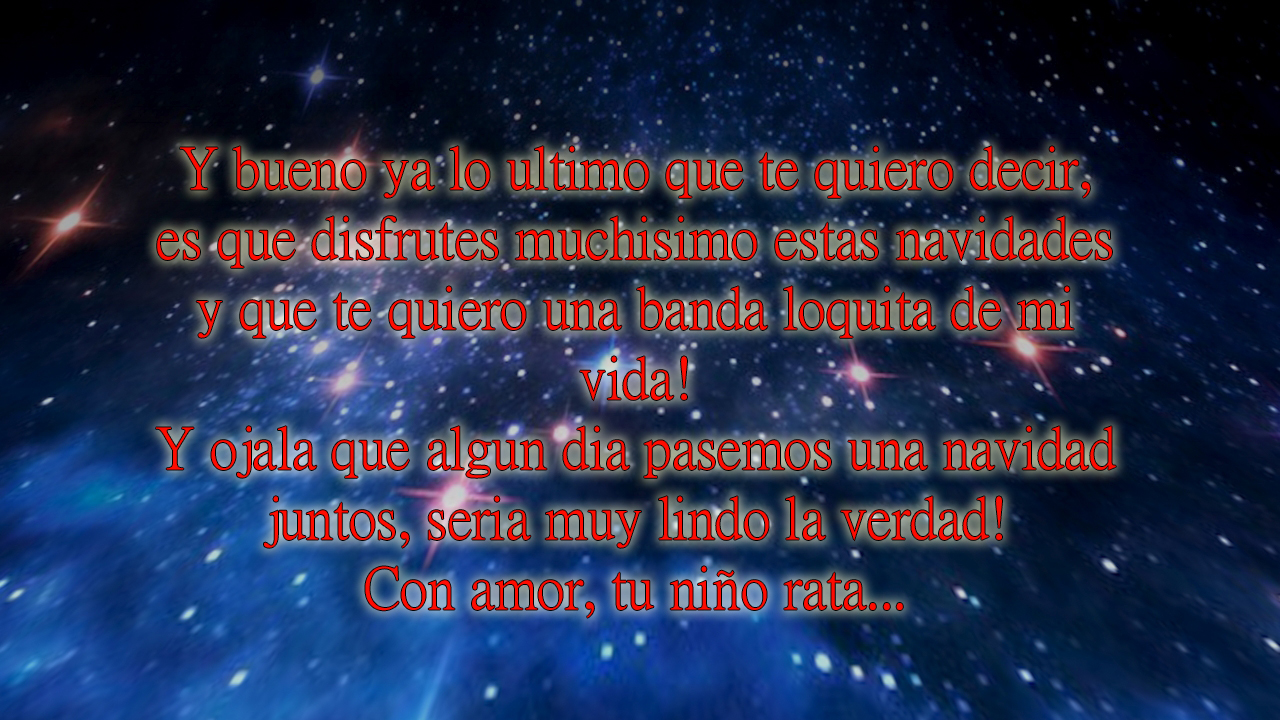 Y bueno ya lo ultimo que te quiero decir,
es que disfrutes muchisimo estas navidades
y que te quiero una banda loquita de mi
vida!
Y ojala que algun dia pasemos una navidad
juntos, seria muy lindo la verdad!
Con amor, tu niño rata...